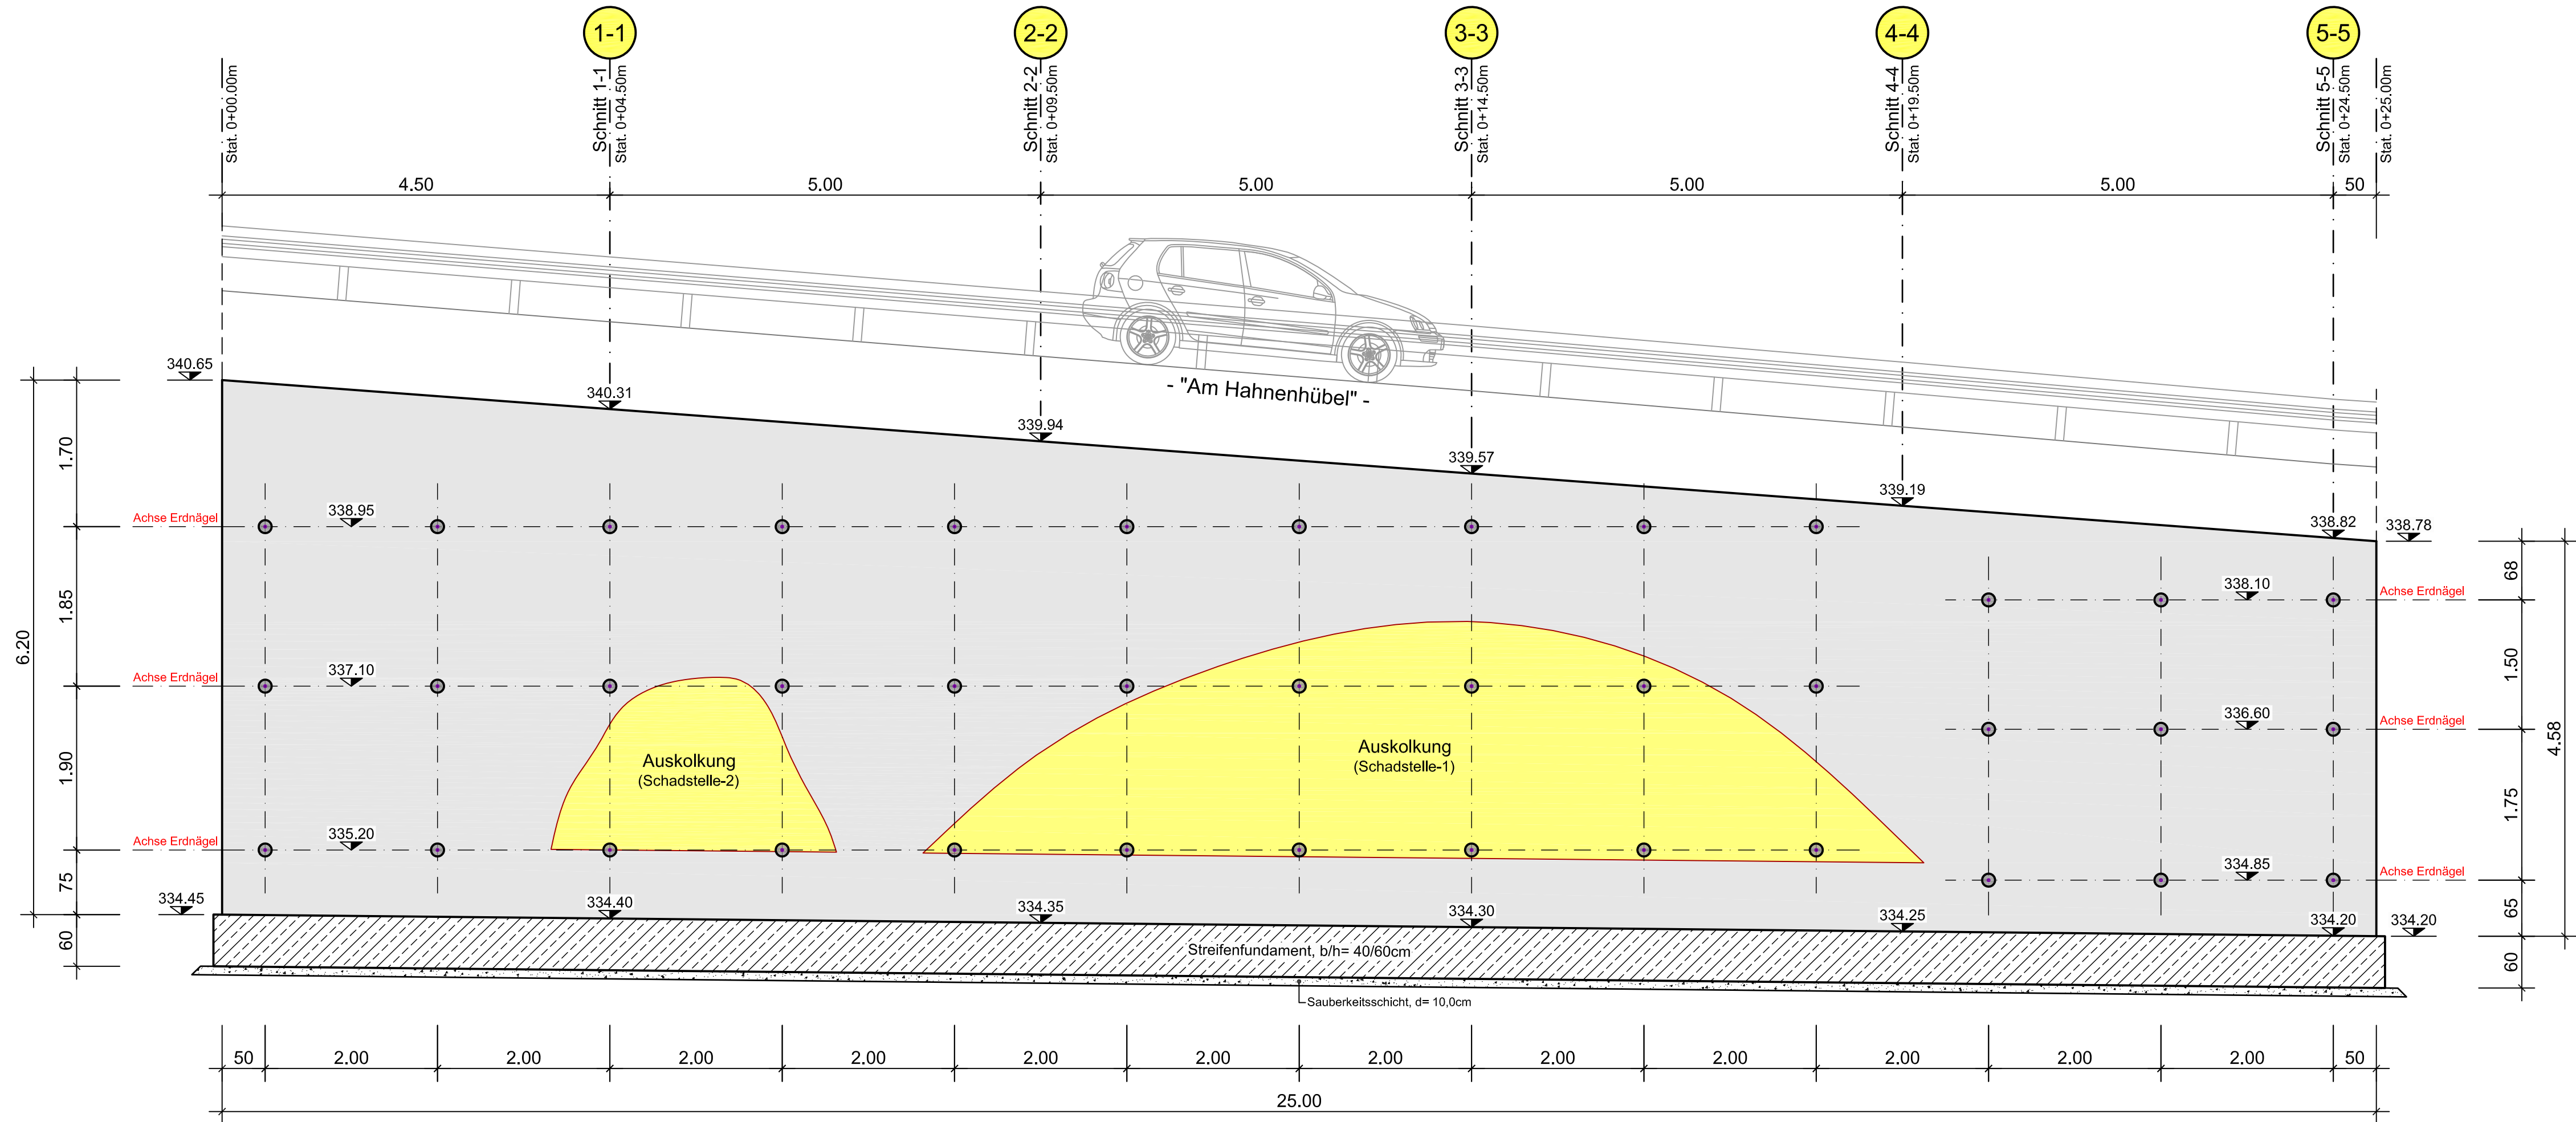 1-1
2-2
3-3
4-4
5-5
Stat. 0+00.00m
Schnitt 1-1
Stat. 0+04.50m
Schnitt 2-2
Stat. 0+09.50m
Schnitt 3-3
Stat. 0+14.50m
Schnitt 4-4
Stat. 0+19.50m
Schnitt 5-5
Stat. 0+24.50m
Stat. 0+25.00m
4.50
5.00
5.00
5.00
5.00
50
- "Am Hahnenhübel" -
340.65
340.31
339.94
339.57
339.19
338.82
338.78
6.20
1.70
1.85
1.90
75
60
Achse Erdnägel
338.95
Achse Erdnägel
337.10
Achse Erdnägel
335.20
338.10
Achse Erdnägel
336.60
Achse Erdnägel
334.85
Achse Erdnägel
68
1.50
1.75
65
60
4.58
Auskolkung
(Schadstelle-2)
Auskolkung
(Schadstelle-1)
334.45
334.40
334.35
334.30
334.25
334.20
334.20
Streifenfundament, b/h= 40/60cm
Sauberkeitsschicht, d= 10,0cm
50
2.00
2.00
2.00
2.00
2.00
2.00
2.00
2.00
2.00
2.00
2.00
2.00
50
25.00